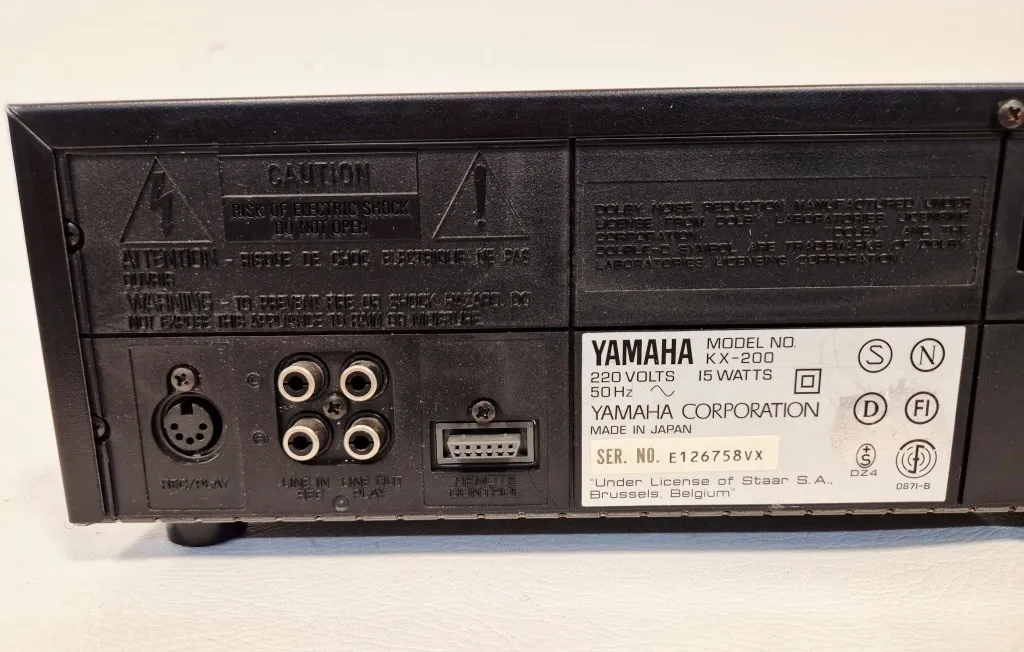 CAUTION
RISK OF ELECTRIC SHOCK
DO NOT OPEN
ATTENTION - RISQUE DE CHOC ELECTRIQUE NE PAS
OUVRIR.
WARNING - TO PREVENT FIRE OR SHOCK HAZARD, DO
NOT EXPOSE THIS APPLIANCE TO RAIN OR MOISTURE.
DOLBY NOISE REDUCTION MANUFACTURED UNDER
LICENSE FROM DOLBY LABORATORIES LICENSING
CORPORATION. "DOLBY" AND THE
DOUBLE-D SYMBOL ARE TRADEMARKS OF DOLBY
LABORATORIES LICENSING CORPORATION.
REC/PLAY
LINE IN LINE OUT
REC PLAY
REMOTE
CONTROL
YAMAHA MODEL NO.
KX-200
220 VOLTS 15 WATTS
50Hz
YAMAHA CORPORATION
MADE IN JAPAN
SER. NO. E126758VX
"Under License of Staar S.A.,
Brussels, Belgium"
S N
D FI
S
DZ4
0871-B